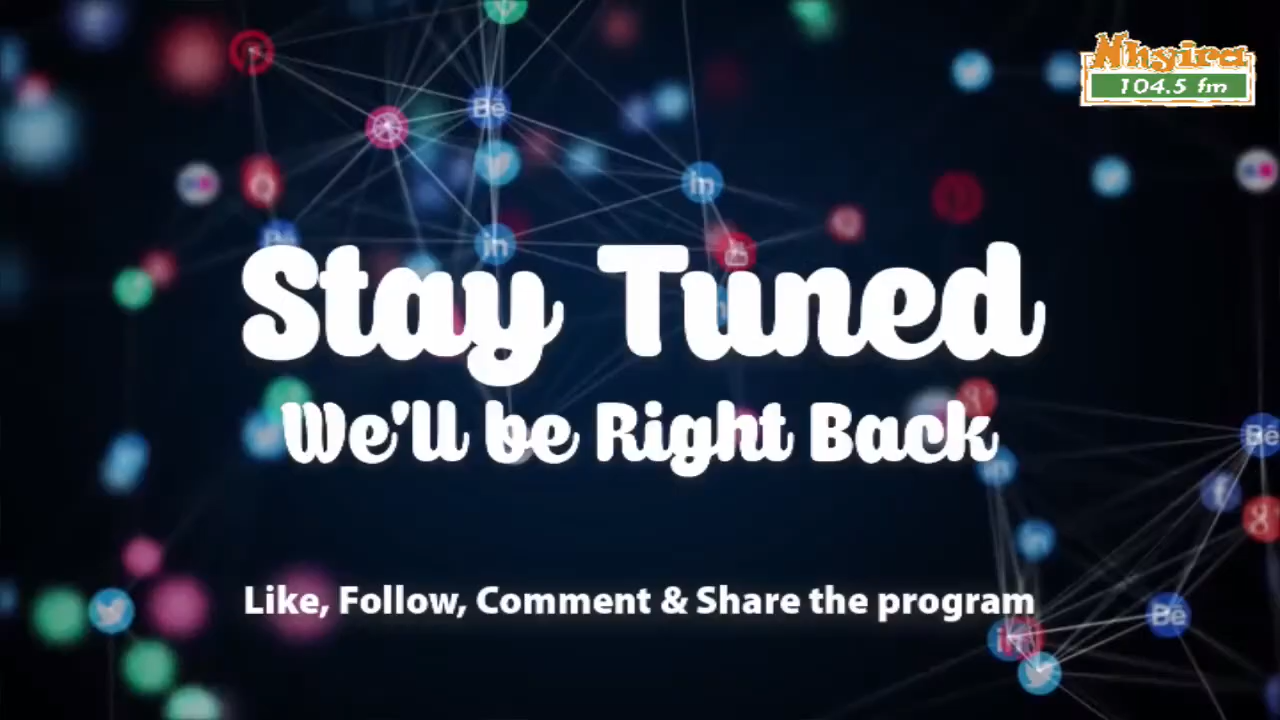 Nhyira
104.5 fm
Stay Tuned
We'll be Right Back
Like, Follow, Comment & Share the program